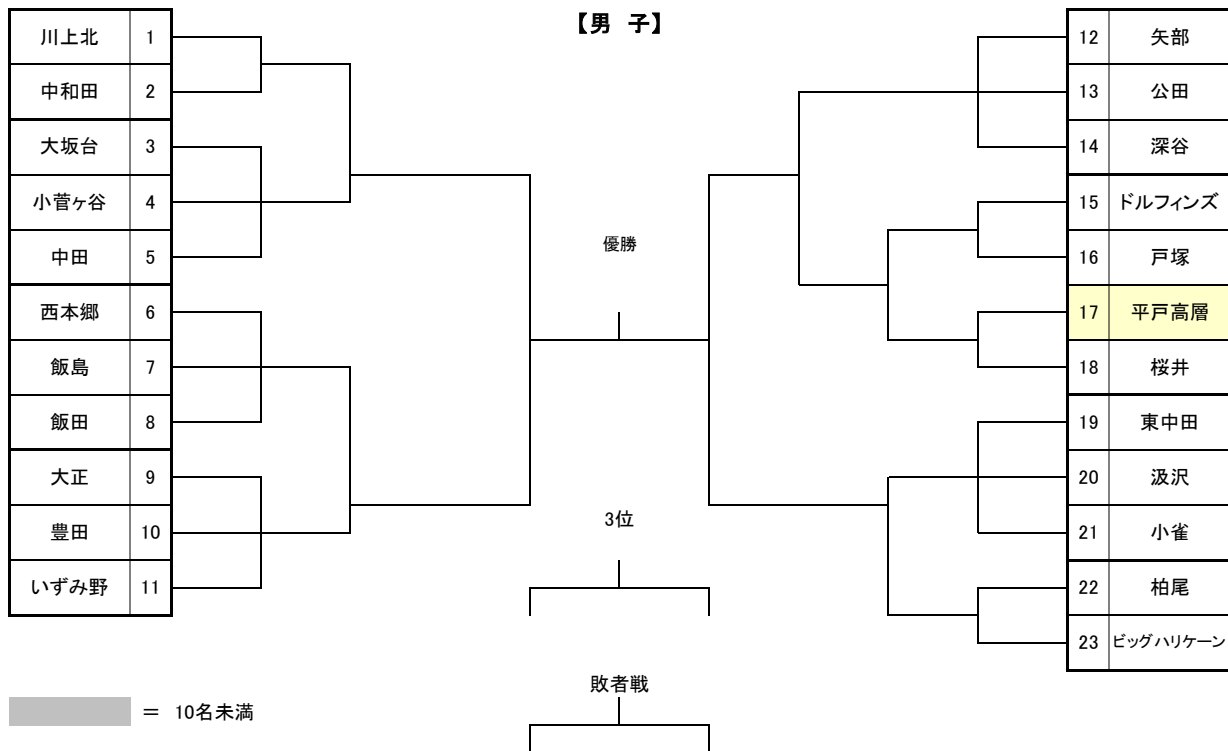 【男 子】
川上北 1
中和田 2
大坂台 3
小菅ヶ谷 4
中田 5
西本郷 6
飯島 7
飯田 8
大正 9
豊田 10
いずみ野 11
優勝
3位
敗者戦
12 矢部
13 公田
14 深谷
15 ドルフィンズ
16 戸塚
17 平戸高層
18 桜井
19 東中田
20 汲沢
21 小雀
22 柏尾
23 ビッグハリケーン
= 10名未満